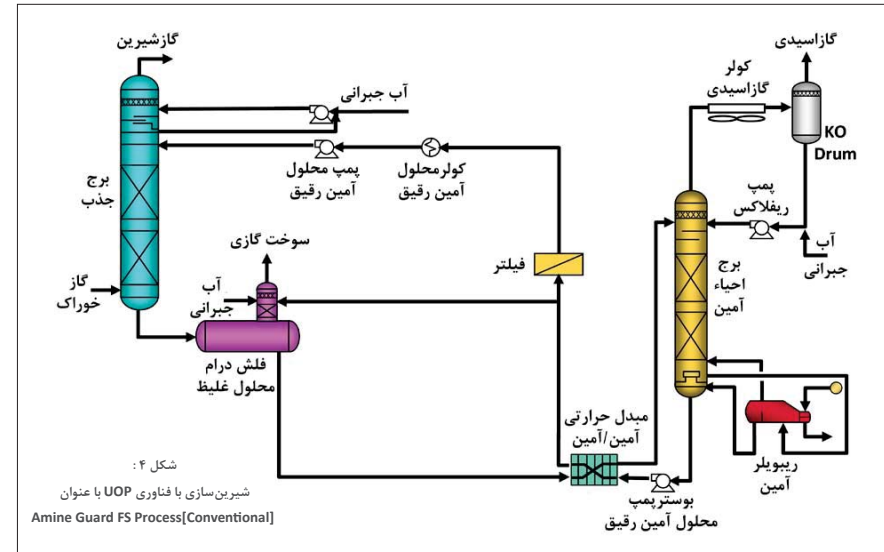 گازشیرین
آب جبرانی
پمپ محلول
آمین رقیق
کولرمحلول
آمین رقیق
برج
جذب
گاز
خوراک
سوخت گازی
آب
جبرانی
فلش درام
محلول غلیظ
فیلتر
گازاسیدی
کولر
گازاسیدی
KO
Drum
پمپ
ریفلاکس
آب
جبرانی
برج
احیاء
آمین
مبدل حرارتی
آمین/آمین
ریبویلر
آمین
بوسترپمپ
محلول آمین رقیق
شکل ۴ :
شیرین‌سازی با فناوری UOP با عنوان
Amine Guard FS Process[Conventional]